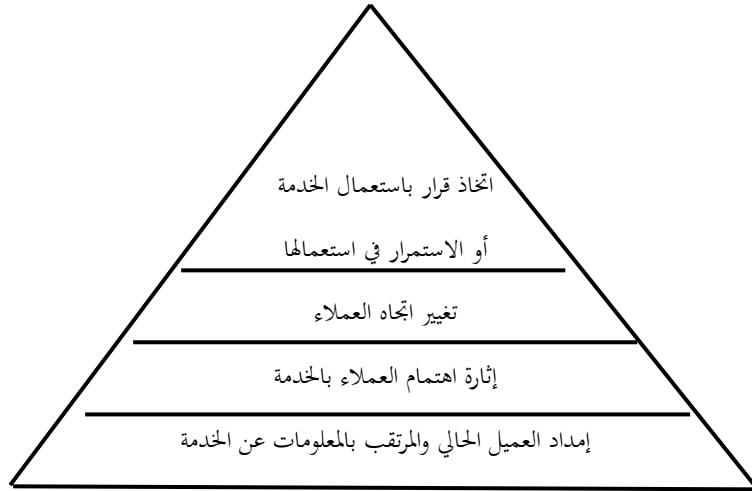 اتخاذ قرار باستعمال الخدمة
أو الاستمرار في استعمالها
تغيير اتجاه العملاء
إثارة اهتمام العملاء بالخدمة
إمداد العميل الحالي والمرتقب بالمعلومات عن الخدمة